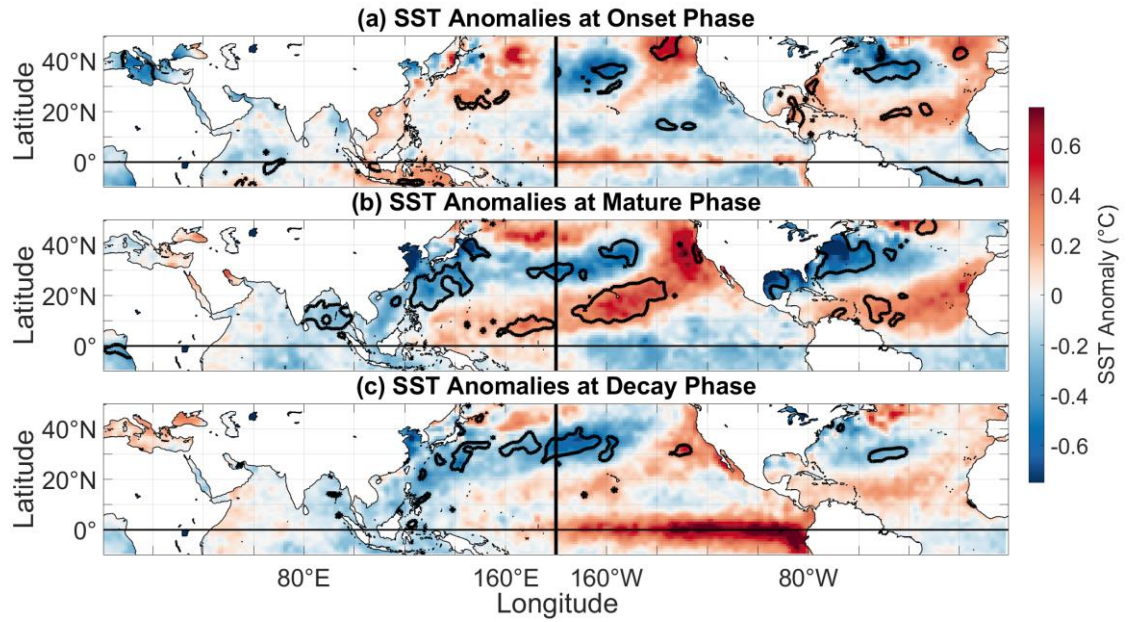 (a) SST Anomalies at Onset Phase
40°N
20°N
0°
Latitude
(b) SST Anomalies at Mature Phase
40°N
20°N
0°
Latitude
(c) SST Anomalies at Decay Phase
40°N
20°N
0°
Latitude
80°E
160°E
160°W
80°W
Longitude
0.6
0.4
0.2
0
-0.2
-0.4
-0.6
SST Anomaly (°C)